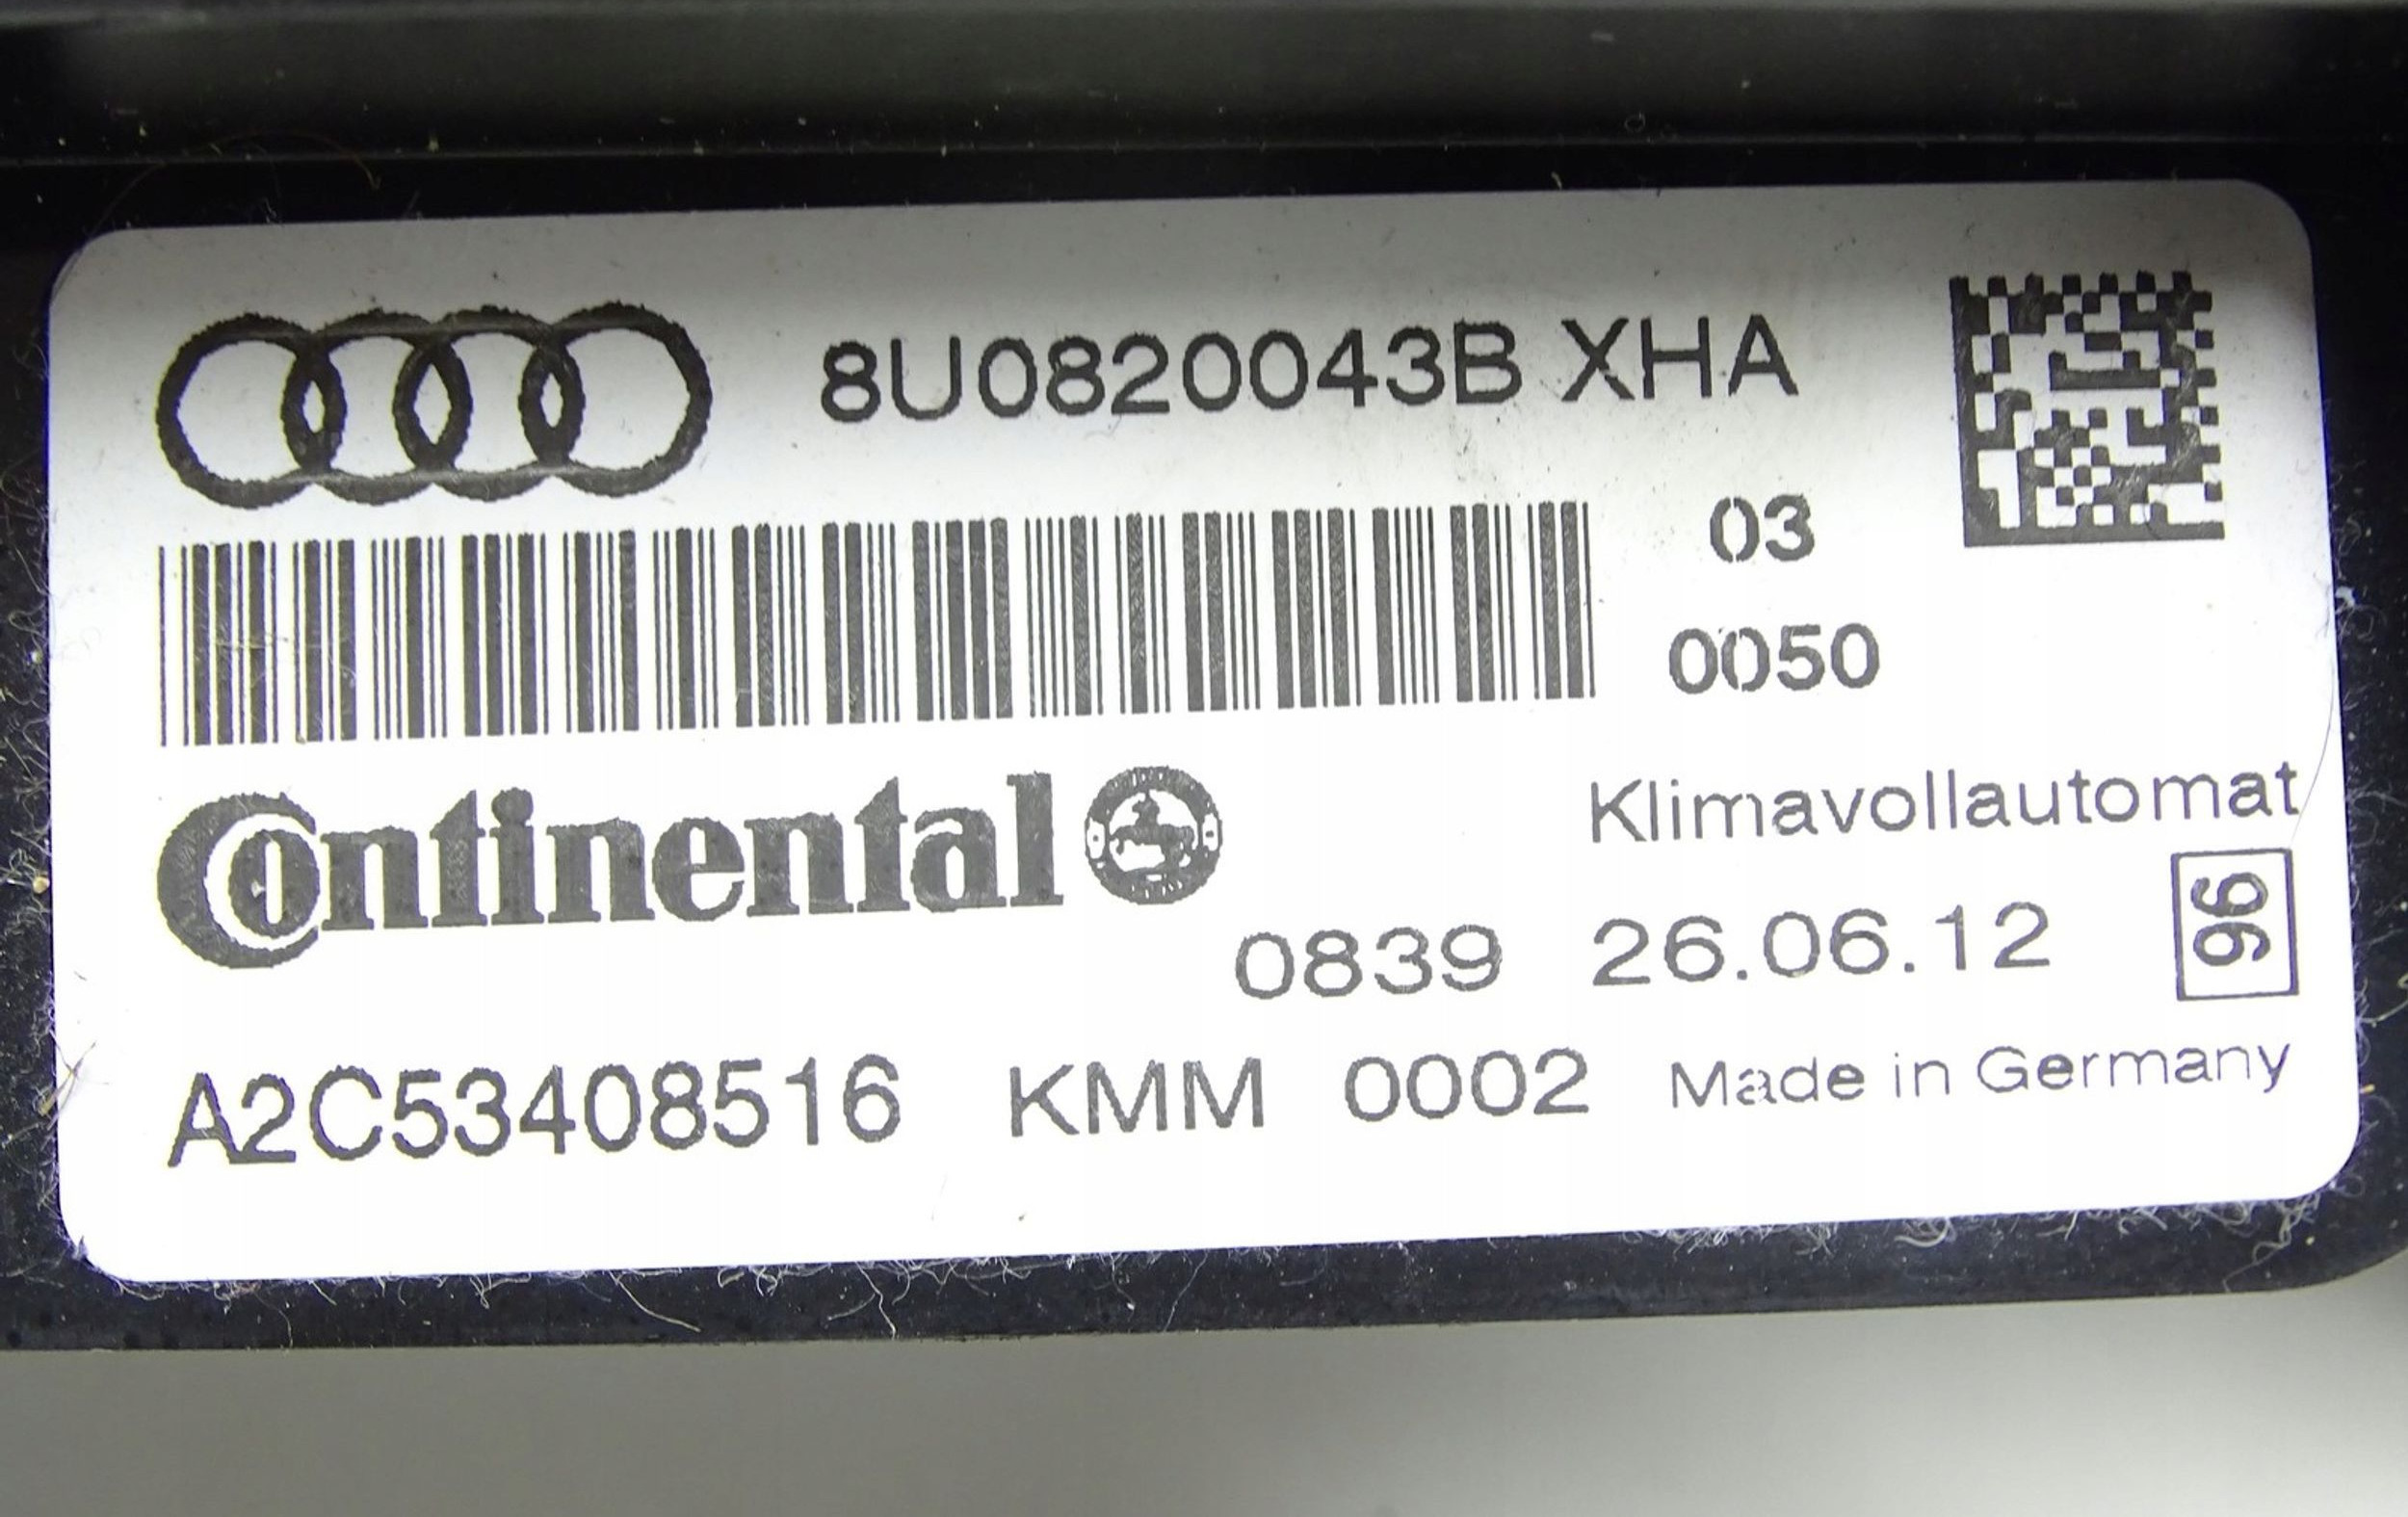 8U0820043B XHA
03
0050
Continental
Klimavollautomat
0839 26.06.12 96
A2C53408516 KMM 0002 Made in Germany